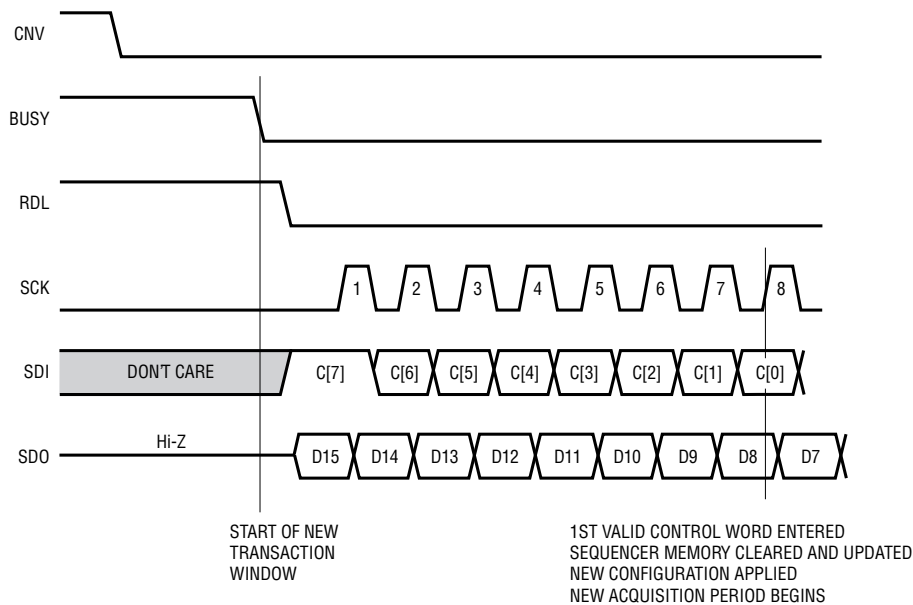 CNV
BUSY
RDL
SCK
1 2 3 4 5 6 7 8
SDI
DON'T CARE C[7] C[6] C[5] C[4] C[3] C[2] C[1] C[0]
SDO
Hi-Z D15 D14 D13 D12 D11 D10 D9 D8 D7
START OF NEW
TRANSACTION
WINDOW
1ST VALID CONTROL WORD ENTERED
SEQUENCER MEMORY CLEARED AND UPDATED
NEW CONFIGURATION APPLIED
NEW ACQUISITION PERIOD BEGINS